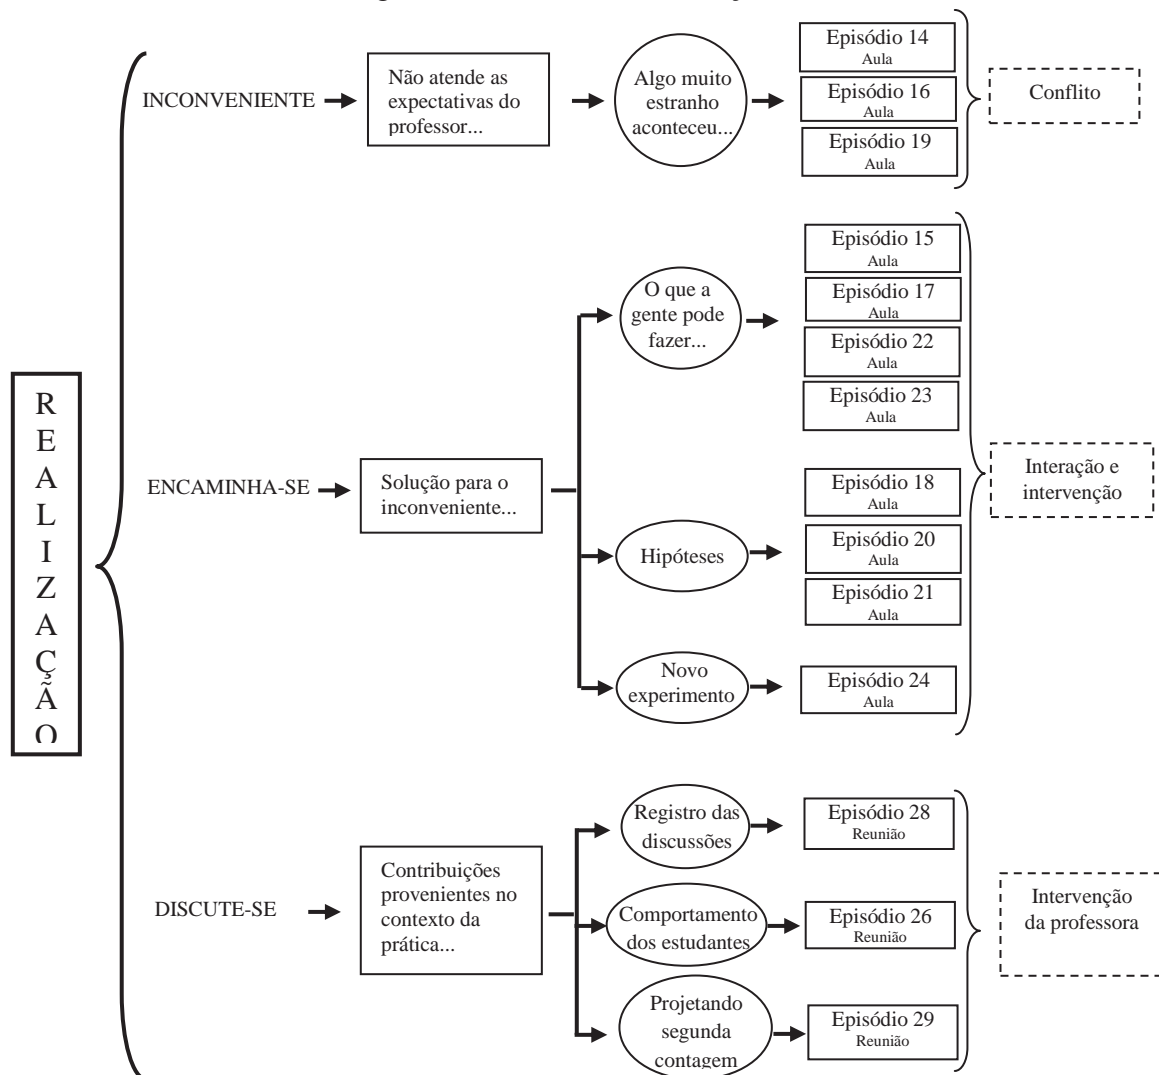 INCONVENIENTE
Não atende as
expectativas do
professor...
Algo muito
estranho
aconteceu...
Episódio 14
Aula
Episódio 16
Aula
Episódio 19
Aula
Conflito
R
E
A
L
I
Z
A
Ç
Ã
O
ENCAMINHA-SE
Solução para o
inconveniente...
O que a
gente pode
fazer...
Episódio 15
Aula
Episódio 17
Aula
Episódio 22
Aula
Episódio 23
Aula
Hipóteses
Episódio 18
Aula
Episódio 20
Aula
Episódio 21
Aula
Novo
experimento
Episódio 24
Aula
Interação e
intervenção
DISCUTE-SE
Contribuições
provenientes no
contexto da
prática...
Registro das
discussões
Episódio 28
Reunião
Comportamento
dos estudantes
Episódio 26
Reunião
Projetando
segunda
contagem
Episódio 29
Reunião
Intervenção
da professora